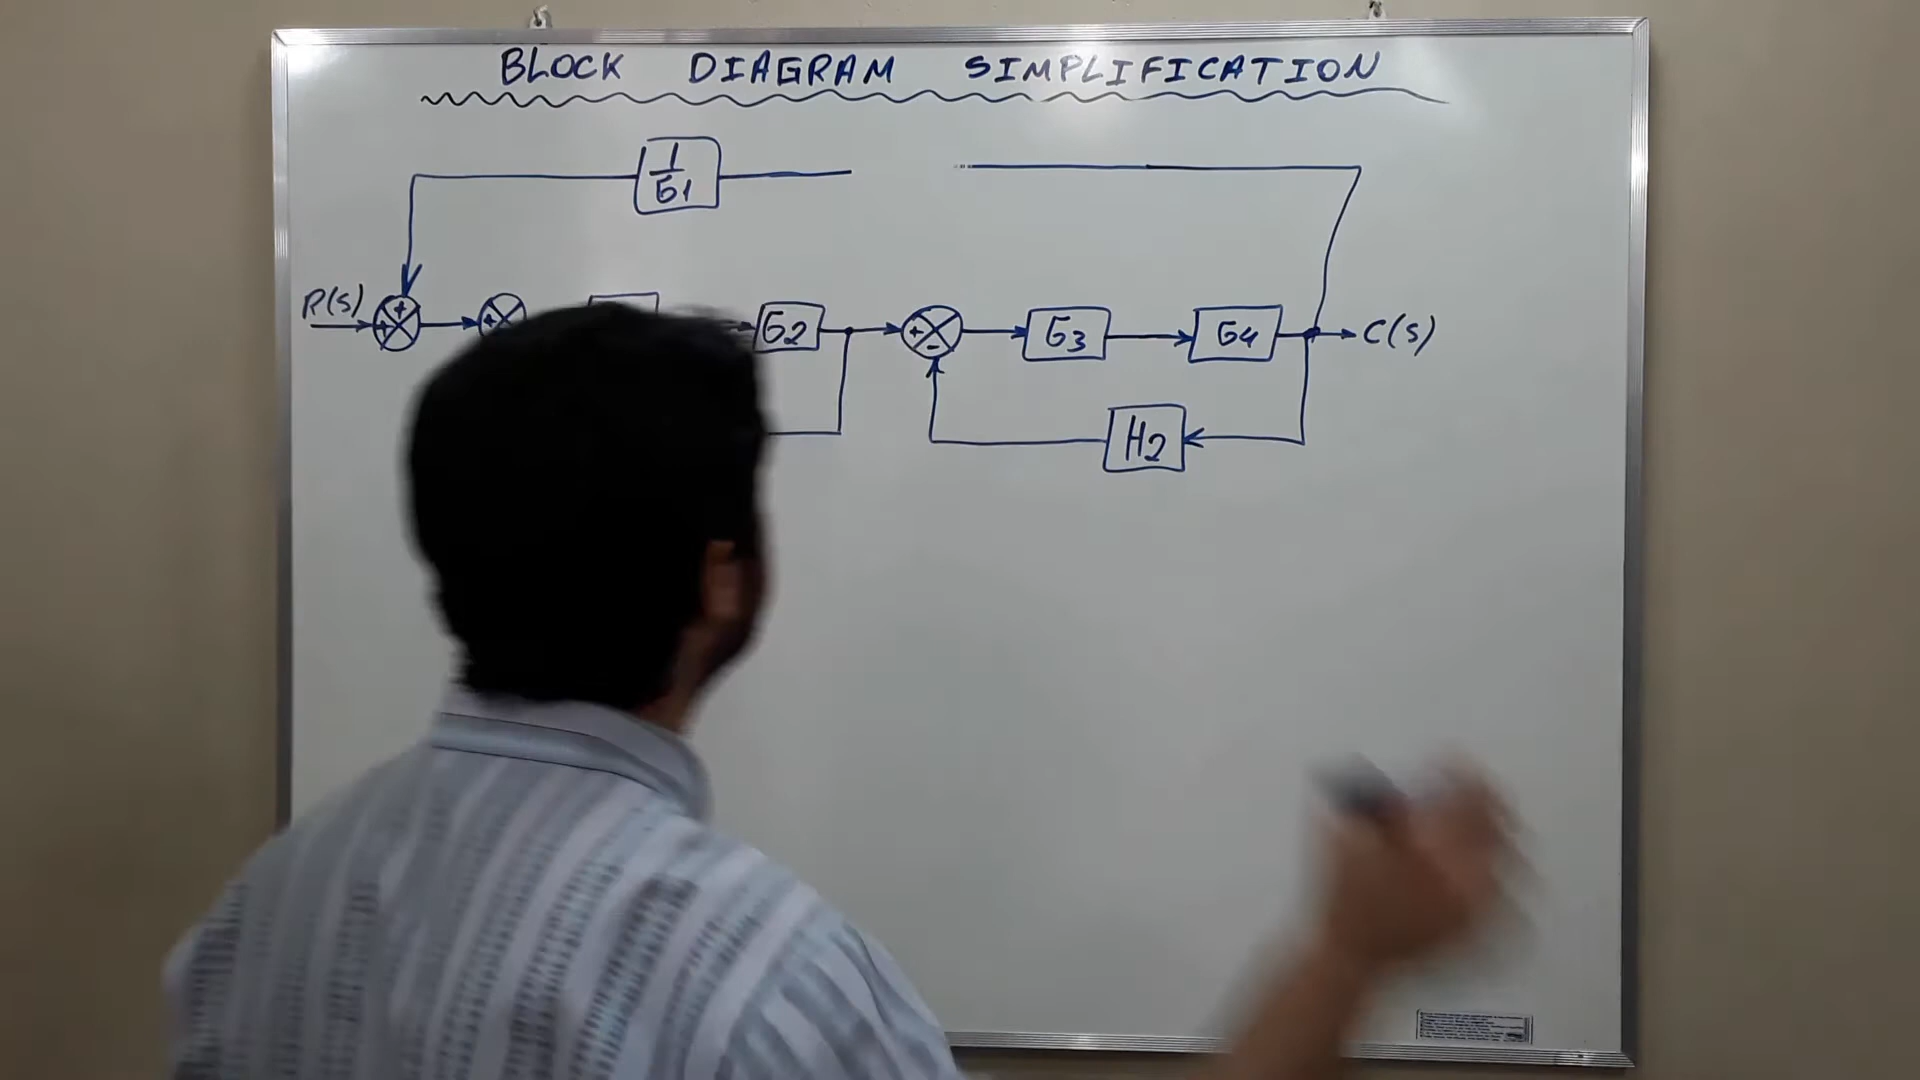 BLOCK DIAGRAM SIMPLIFICATION
1
G1
R(s) + + + G2 + - G3 G4 C(s)
H2